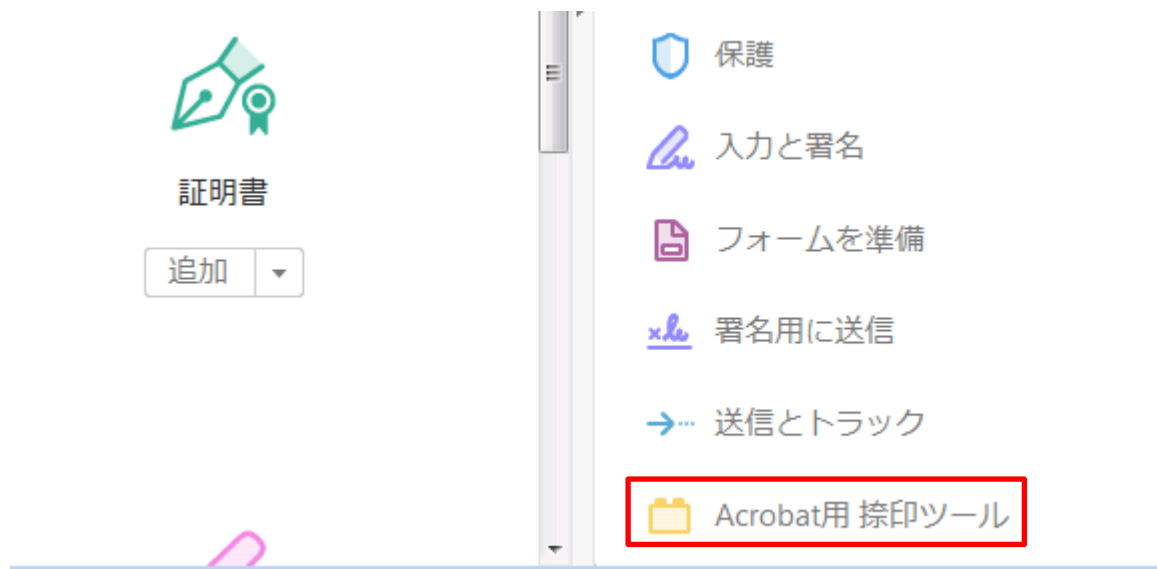 証明書
追加
保護
入力と署名
フォームを準備
署名用に送信
送信とトラック
Acrobat用 捺印ツール